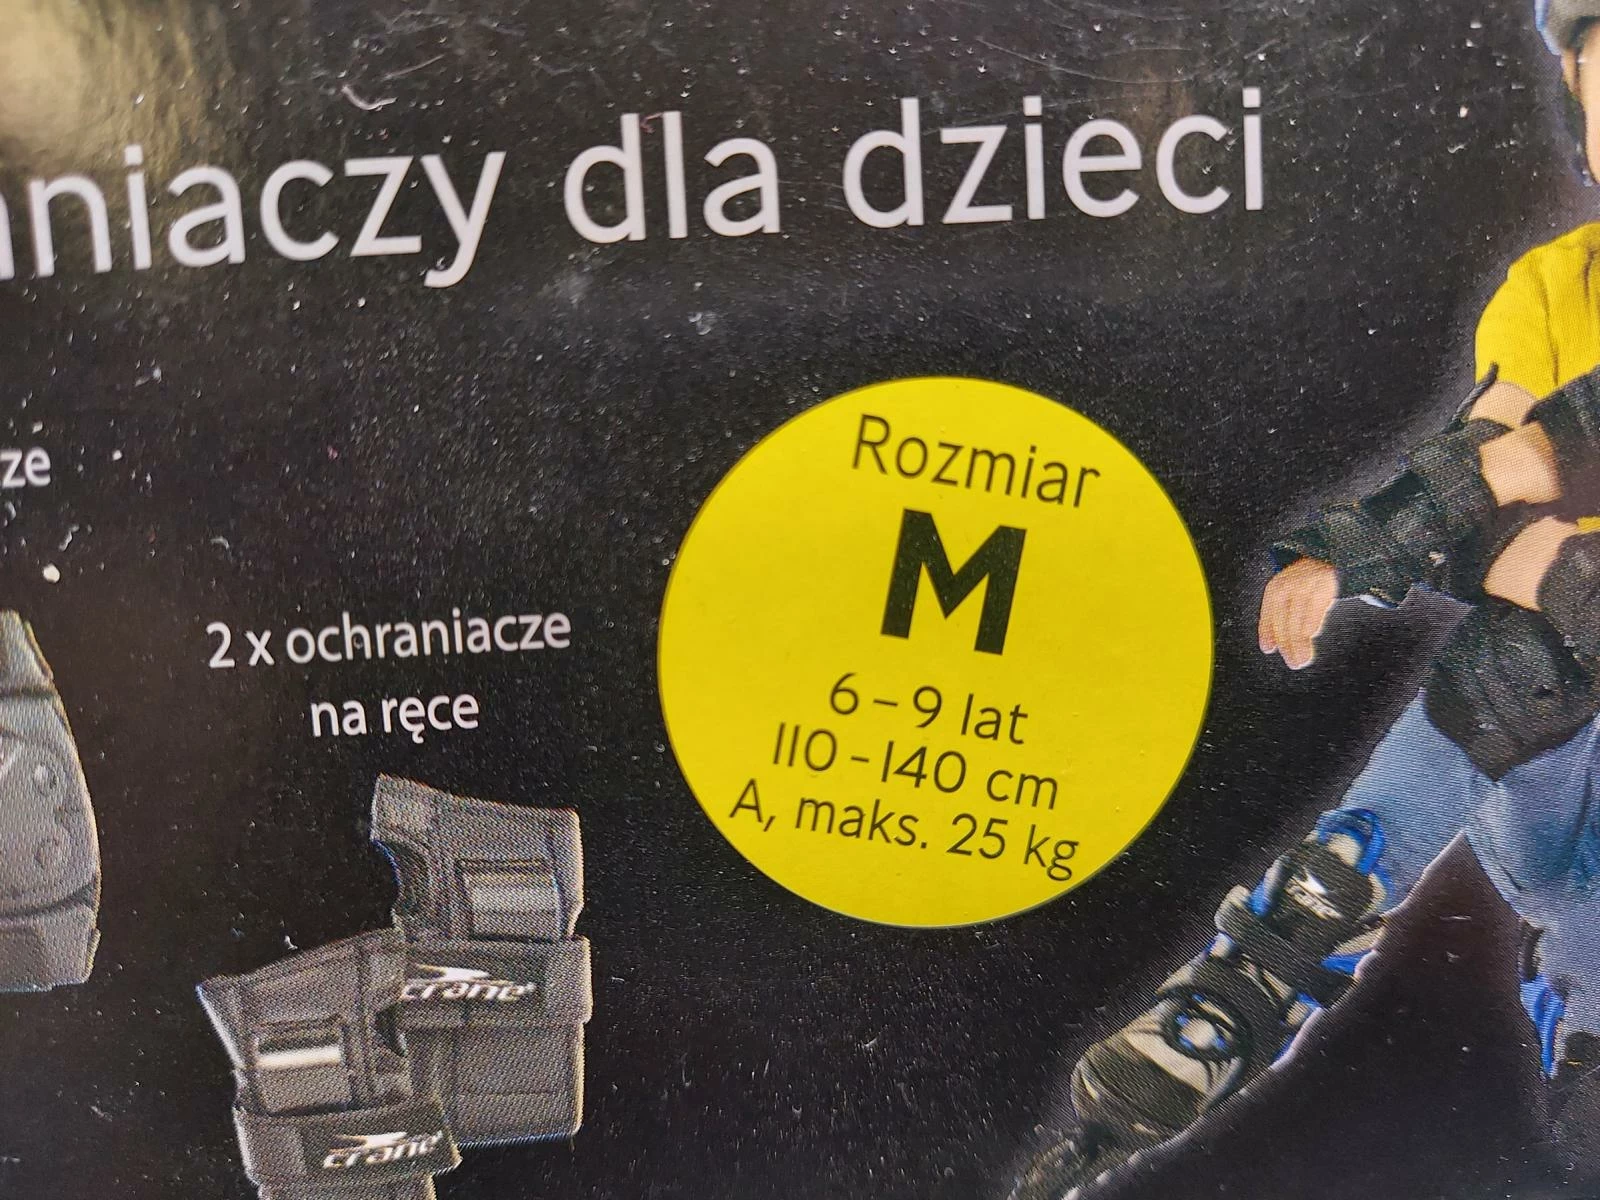 niaczy dla dzieci
ze
2 x ochraniacze
na ręce
Rozmiar
M
6 – 9 lat
110 - 140 cm
A, maks. 25 kg
crane
crane
crane